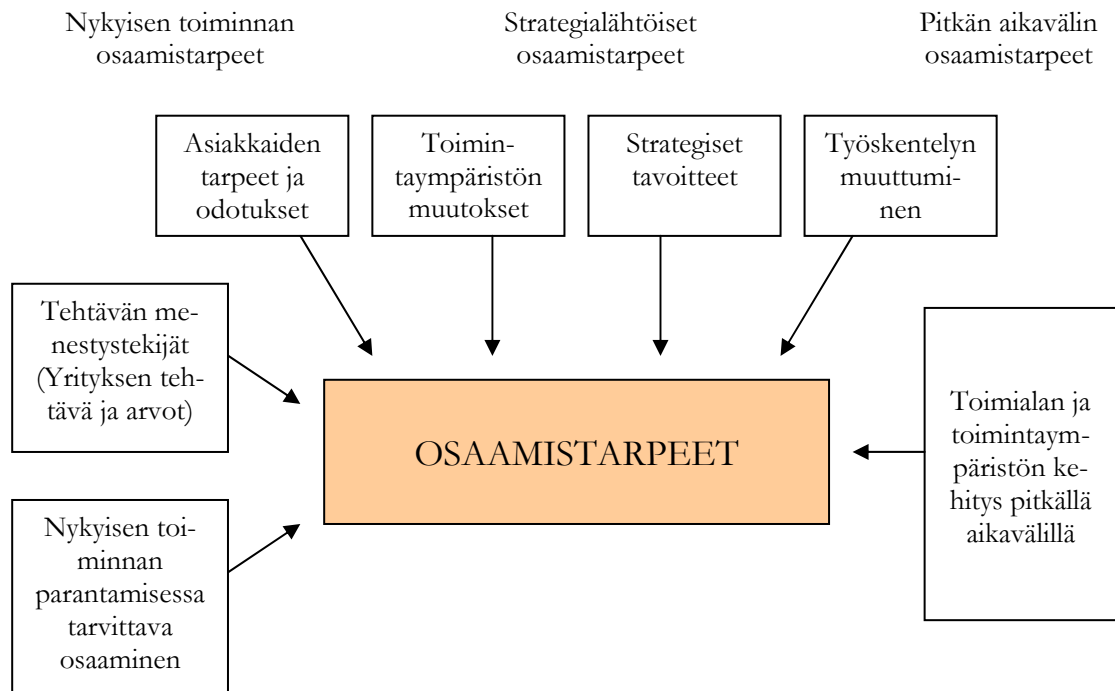 Nykyisen toiminnan
osaamistarpeet
Strategialähtöiset
osaamistarpeet
Pitkän aikavälin
osaamistarpeet
Asiakkaiden
tarpeet ja
odotukset
Toimin-
taympäristön
muutokset
Strategiset
tavoitteet
Työskentelyn
muuttumi-
nen
Tehtävän me-
nestystekijät
(Yrityksen teh-
tävä ja arvot)
OSAAMISTARPEET
Toimialan ja
toimintaym-
päristön ke-
hitys pitkällä
aikavälillä
Nykyisen toi-
minnan
parantamisessa
tarvittava
osaaminen